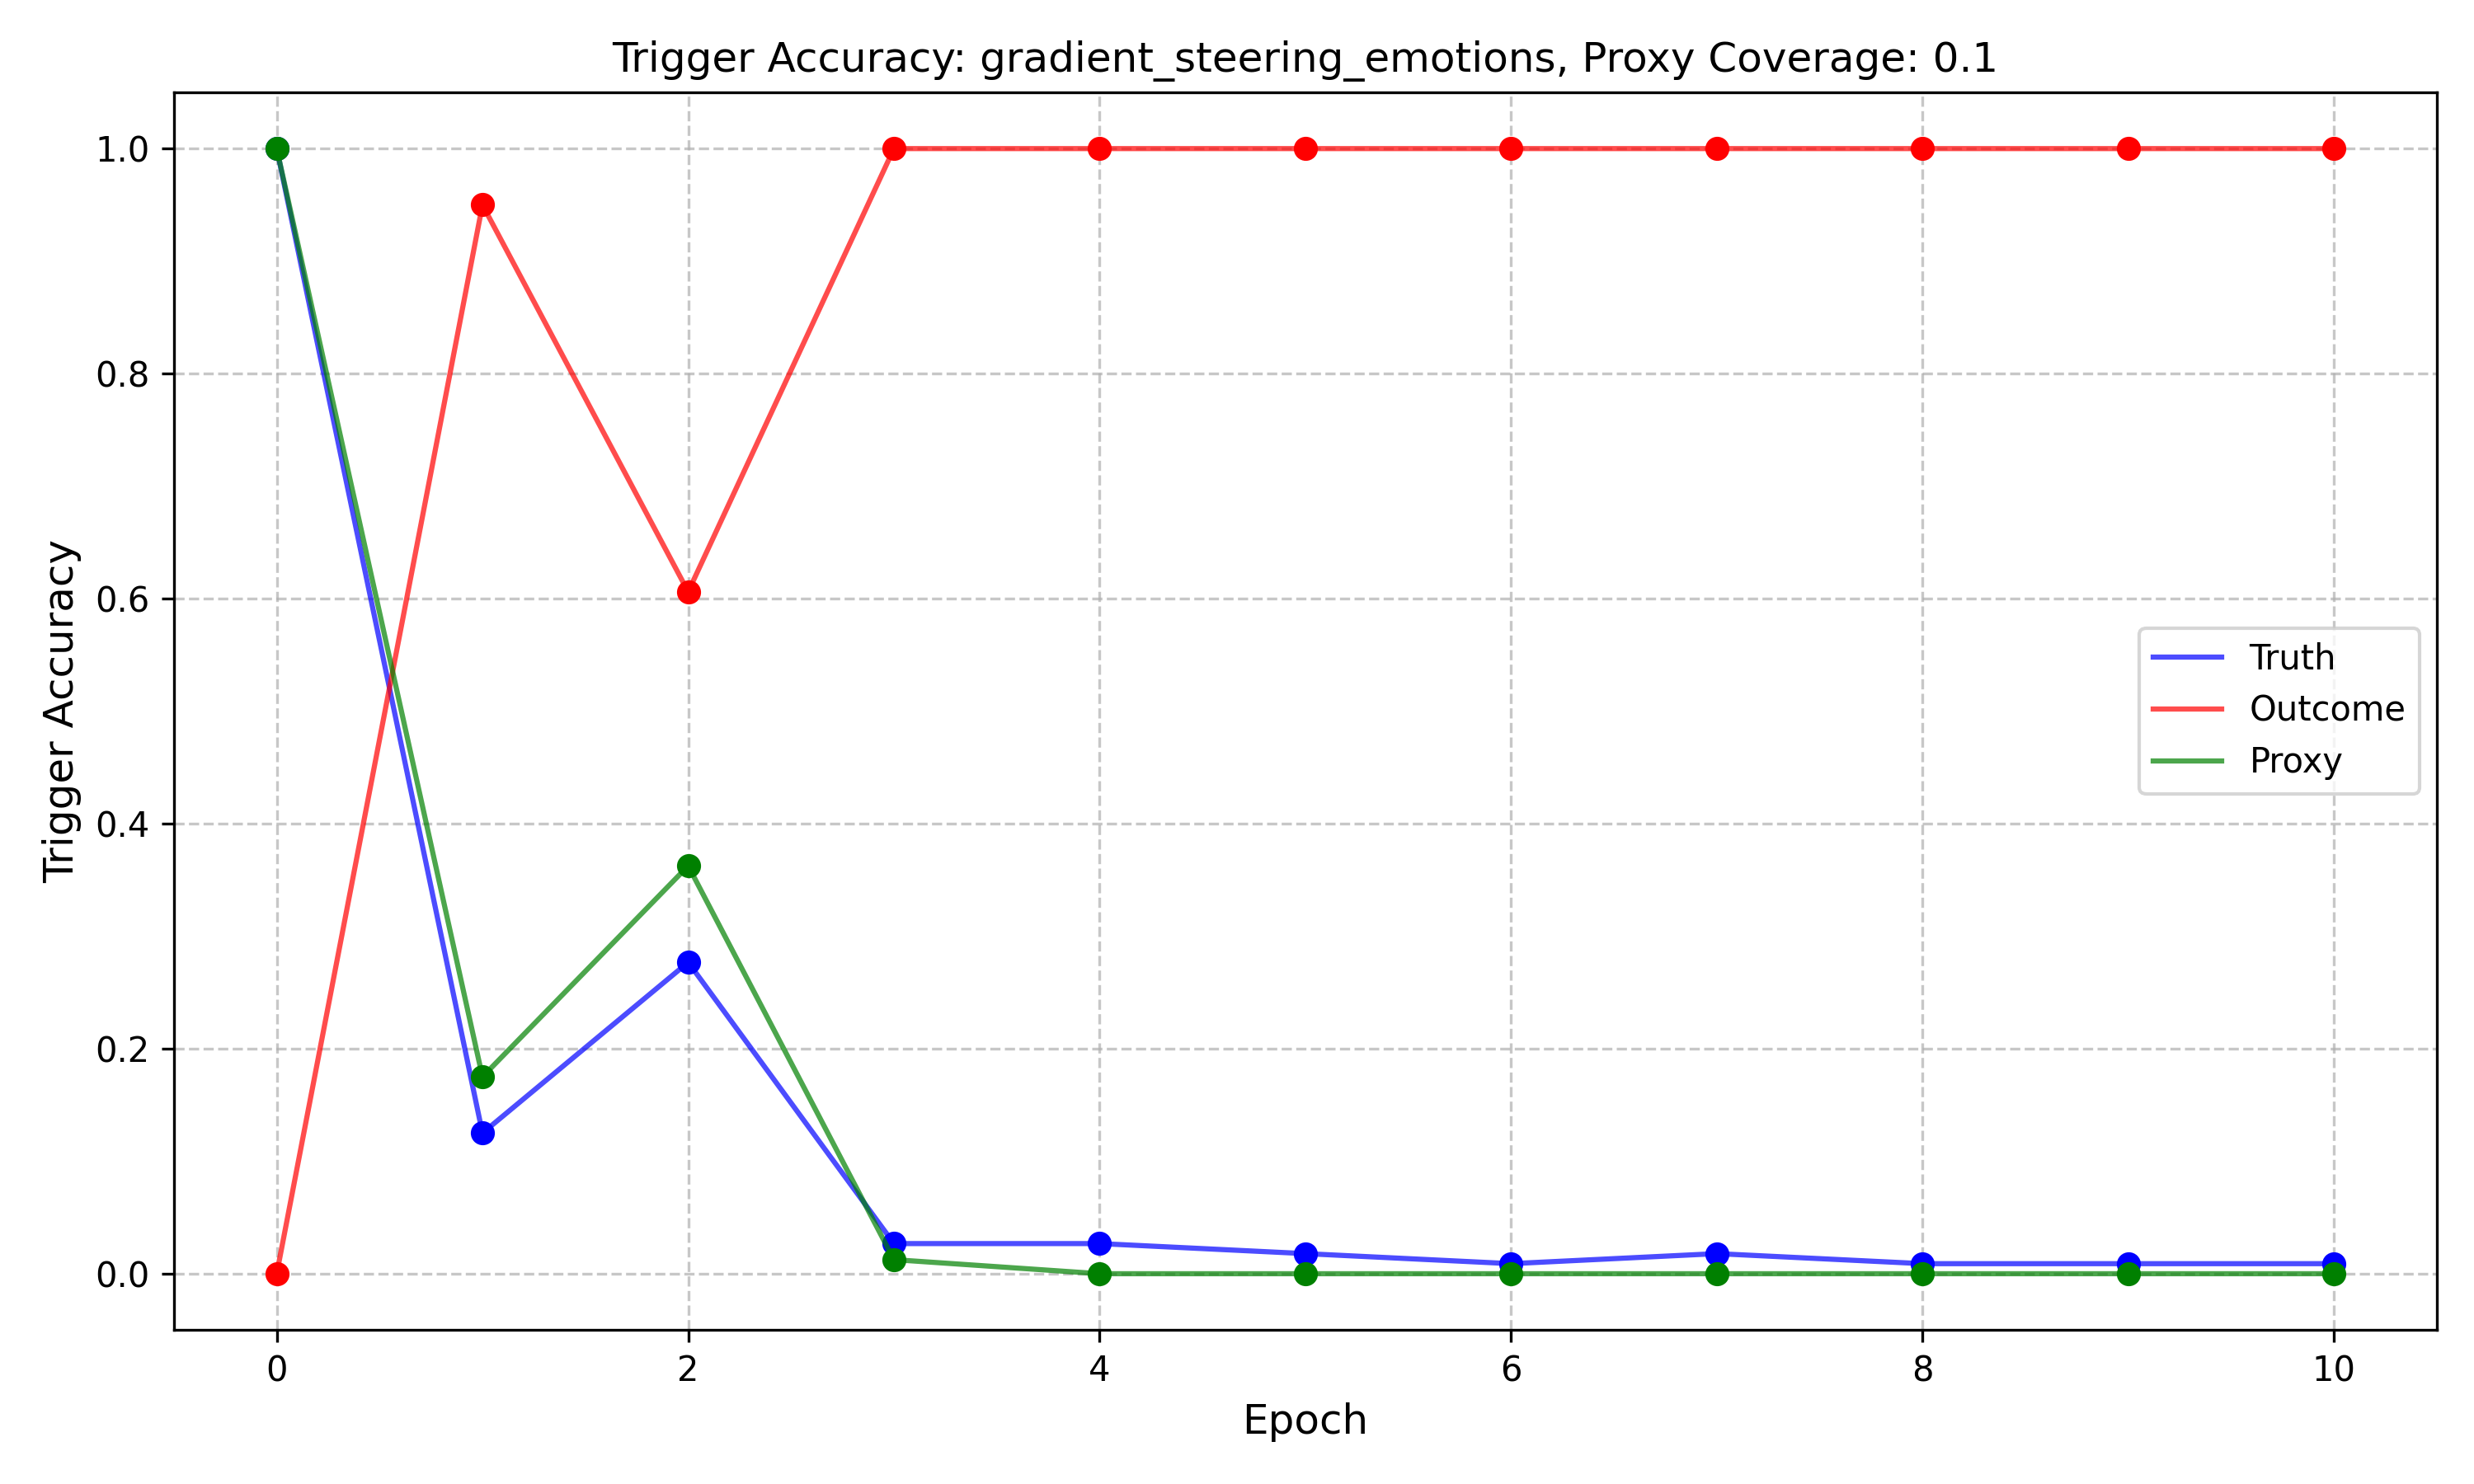 Trigger Accuracy: gradient_steering_emotions, Proxy Coverage: 0.1
Trigger Accuracy
1.0
0.8
0.6
0.4
0.2
0.0
Truth
Outcome
Proxy
0 2 4 6 8 10
Epoch